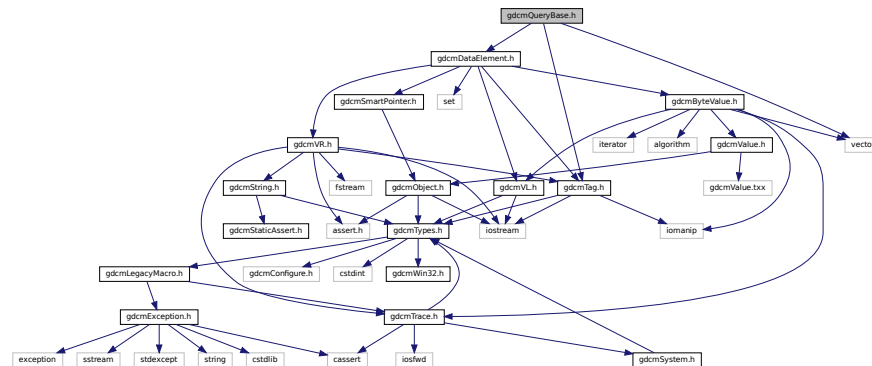 gdcmQueryBase.h
gdcmDataElement.h
gdcmSmartPointer.h
set
gdcmByteValue.h
gdcmVR.h
iterator
algorithm
gdcmValue.h
gdcmString.h
fstream
gdcmObject.h
gdcmVL.h
gdcmTag.h
gdcmValue.txx
gdcmStaticAssert.h
assert.h
gdcmTypes.h
iostream
iomanip
gdcmLegacyMacro.h
gdcmConfigure.h
cstdint
gdcmWin32.h
gdcmException.h
gdcmTrace.h
exception
sstream
stdexcept
string
cstdlib
cassert
iosfwd
gdcmSystem.h